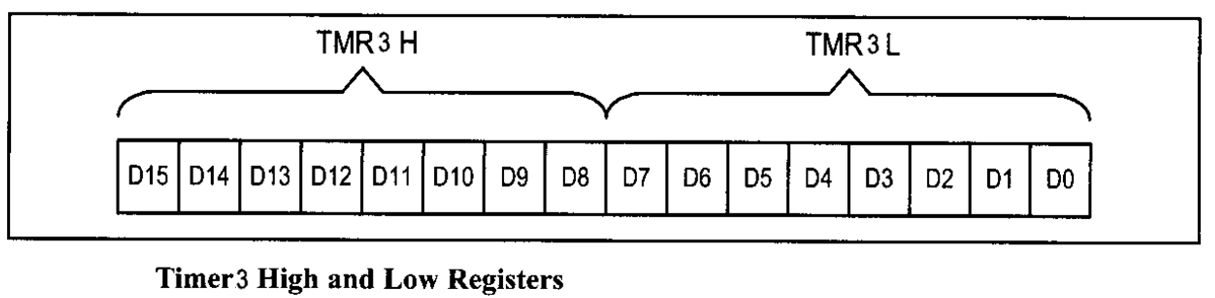 TMR3 H TMR3 L
D15 D14 D13 D12 D11 D10 D9 D8 D7 D6 D5 D4 D3 D2 D1 D0
Timer3 High and Low Registers